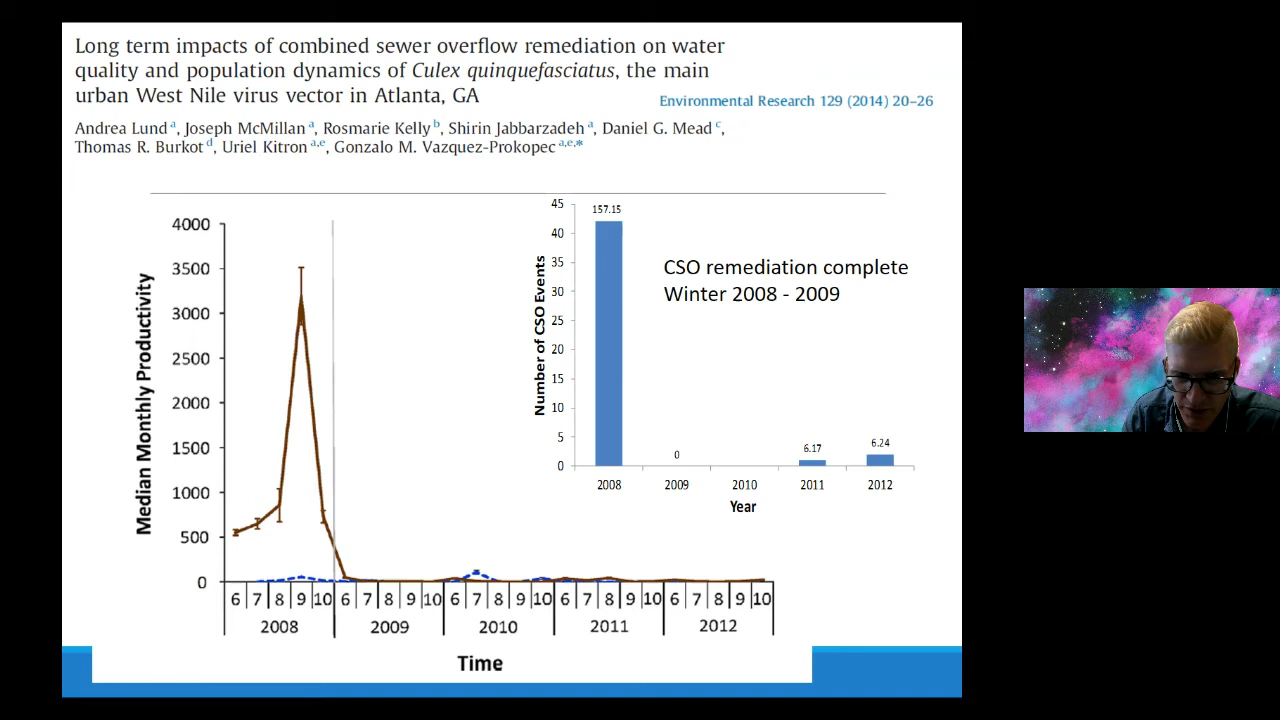 Long term impacts of combined sewer overflow remediation on water
quality and population dynamics of Culex quinquefasciatus, the main
urban West Nile virus vector in Atlanta, GA
Environmental Research 129 (2014) 20–26
Andrea Lund a, Joseph McMillan a, Rosmarie Kelly b, Shirin Jabbarzadeh a, Daniel G. Mead c,
Thomas R. Burkot d, Uriel Kitron a,e, Gonzalo M. Vazquez-Prokopec a,e,*
Median Monthly Productivity
4000
3500
3000
2500
2000
1500
1000
500
0
6 7 8 9 10 6 7 8 9 10 6 7 8 9 10 6 7 8 9 10 6 7 8 9 10
2008 2009 2010 2011 2012
Time
Number of CSO Events
45
40
35
30
25
20
15
10
5
0
157.15
0
6.17
6.24
CSO remediation complete
Winter 2008 - 2009
2008 2009 2010 2011 2012
Year